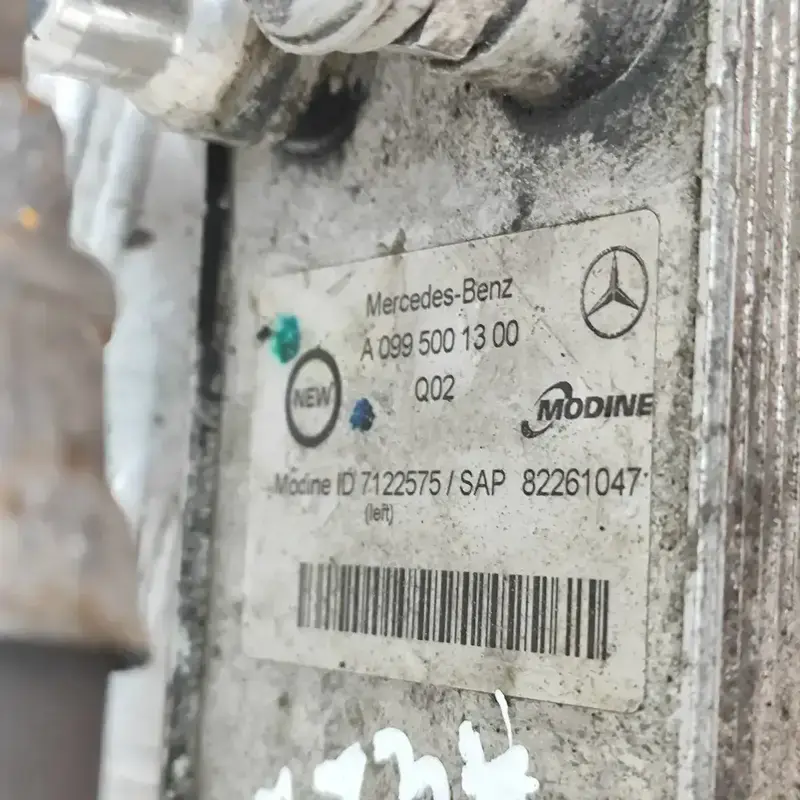 Mercedes-Benz
A 099 500 13 00
Q02
NEW
MODINE
Modine ID 7122575 / SAP 82261047
(left)